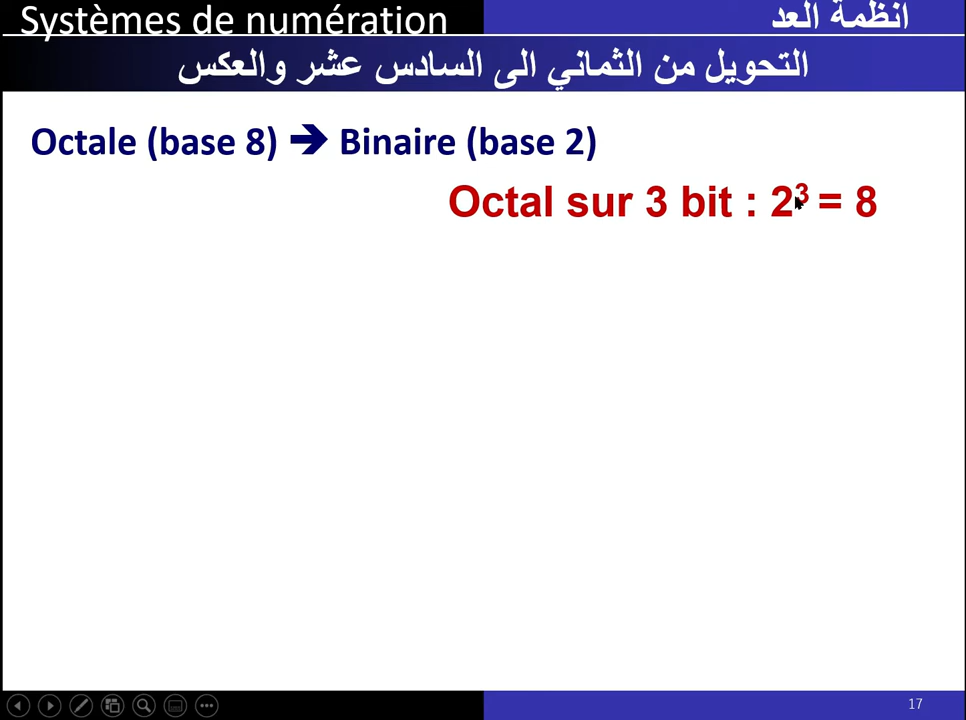 Systèmes de numération
انظمة العد
التحويل من الثماني الى السادس عشر والعكس
Octale (base 8) ➔ Binaire (base 2)
Octal sur 3 bit : 2³ = 8
17